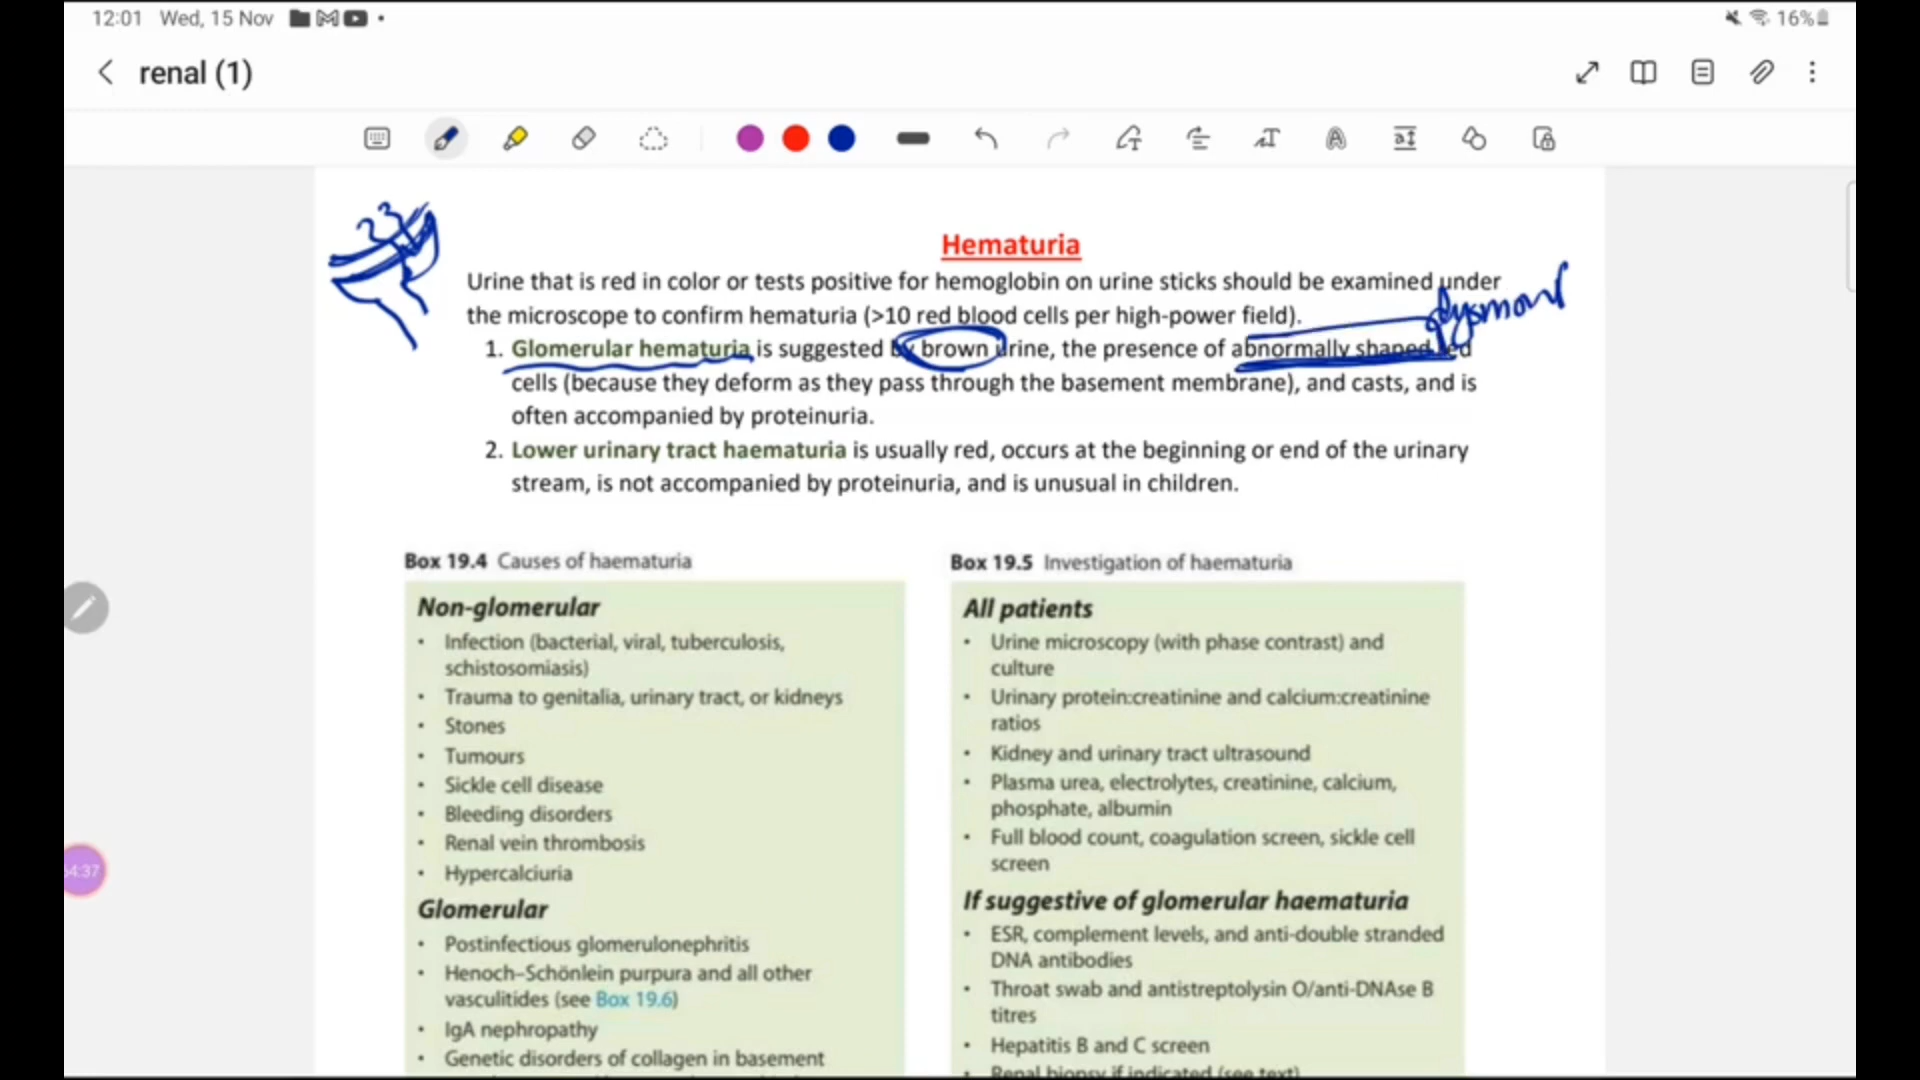 12:01 Wed, 15 Nov
16%
renal (1)
Hematuria
Urine that is red in color or tests positive for hemoglobin on urine sticks should be examined under
the microscope to confirm hematuria (>10 red blood cells per high-power field).
dysmorf
1. Glomerular hematuria is suggested by brown urine, the presence of abnormally shaped red
cells (because they deform as they pass through the basement membrane), and casts, and is
often accompanied by proteinuria.
2. Lower urinary tract haematuria is usually red, occurs at the beginning or end of the urinary
stream, is not accompanied by proteinuria, and is unusual in children.
Box 19.4 Causes of haematuria
Non-glomerular
• Infection (bacterial, viral, tuberculosis,
schistosomiasis)
• Trauma to genitalia, urinary tract, or kidneys
• Stones
• Tumours
• Sickle cell disease
• Bleeding disorders
• Renal vein thrombosis
• Hypercalciuria
Glomerular
• Postinfectious glomerulonephritis
• Henoch–Schönlein purpura and all other
vasculitides (see Box 19.6)
• IgA nephropathy
• Genetic disorders of collagen in basement
Box 19.5 Investigation of haematuria
All patients
• Urine microscopy (with phase contrast) and
culture
• Urinary protein:creatinine and calcium:creatinine
ratios
• Kidney and urinary tract ultrasound
• Plasma urea, electrolytes, creatinine, calcium,
phosphate, albumin
• Full blood count, coagulation screen, sickle cell
screen
If suggestive of glomerular haematuria
• ESR, complement levels, and anti-double stranded
DNA antibodies
• Throat swab and antistreptolysin O/anti-DNAse B
titres
• Hepatitis B and C screen
• Renal biopsy if indicated (see text)
54:37